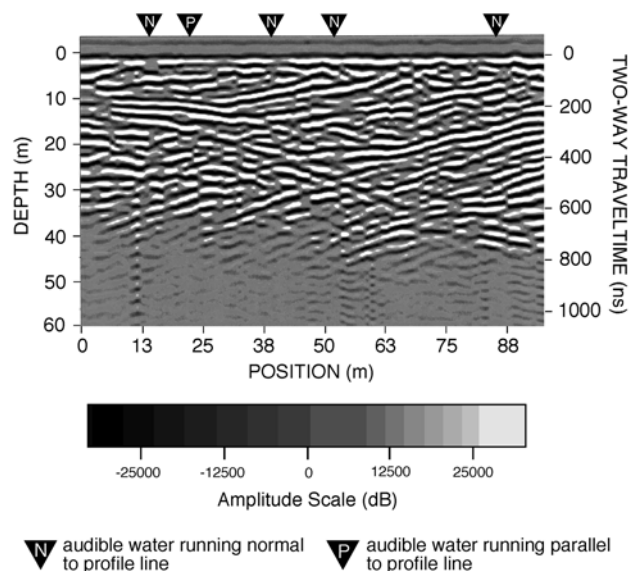 N P N N N
0
10
20
30
40
50
60
DEPTH (m)
0
200
400
600
800
1000
TWO-WAY TRAVELTIME (ns)
0 13 25 38 50 63 75 88
POSITION (m)
-25000 -12500 0 12500 25000
Amplitude Scale (dB)
N audible water running normal
to profile line
P audible water running parallel
to profile line